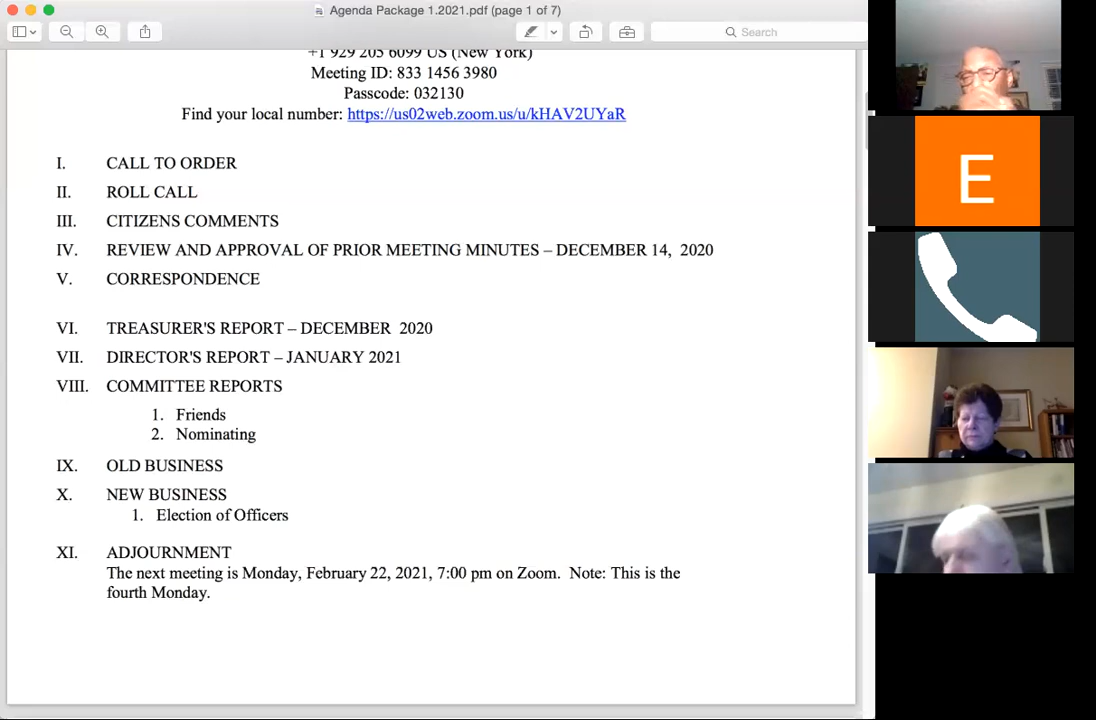 Agenda Package 1.2021.pdf (page 1 of 7)
Search
+1 929 205 6099 US (New York)
Meeting ID: 833 1456 3980
Passcode: 032130
Find your local number: https://us02web.zoom.us/u/kHAV2UYaR
I. CALL TO ORDER
II. ROLL CALL
III. CITIZENS COMMENTS
IV. REVIEW AND APPROVAL OF PRIOR MEETING MINUTES – DECEMBER 14, 2020
V. CORRESPONDENCE
VI. TREASURER'S REPORT – DECEMBER 2020
VII. DIRECTOR'S REPORT – JANUARY 2021
VIII. COMMITTEE REPORTS
1. Friends
2. Nominating
IX. OLD BUSINESS
X. NEW BUSINESS
1. Election of Officers
XI. ADJOURNMENT
The next meeting is Monday, February 22, 2021, 7:00 pm on Zoom. Note: This is the
fourth Monday.
E